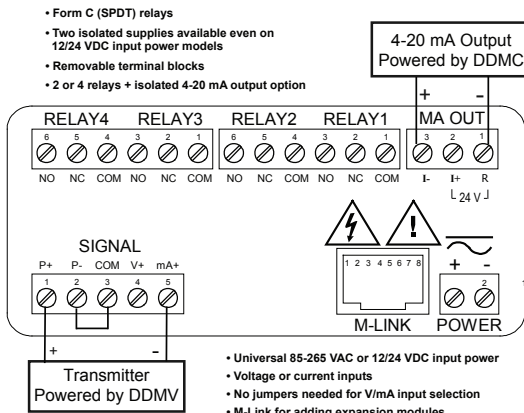 • Form C (SPDT) relays
• Two isolated supplies available even on
12/24 VDC input power models
• Removable terminal blocks
• 2 or 4 relays + isolated 4-20 mA output option
4-20 mA Output
Powered by DDMC
+ -
RELAY4 RELAY3 RELAY2 RELAY1 MA OUT
6 5 4 3 2 1 6 5 4 3 2 1 3 2 1
NO NC COM NO NC COM NO NC COM NO NC COM I- I+ R
24 V
SIGNAL
P+ P- COM V+ mA+
1 2 3 4 5
!
1 2 3 4 5 6 7 8
+ -
2
M-LINK POWER
+ -
Transmitter
Powered by DDMV
• Universal 85-265 VAC or 12/24 VDC input power
• Voltage or current inputs
• No jumpers needed for V/mA input selection
• M-Link for adding expansion modules